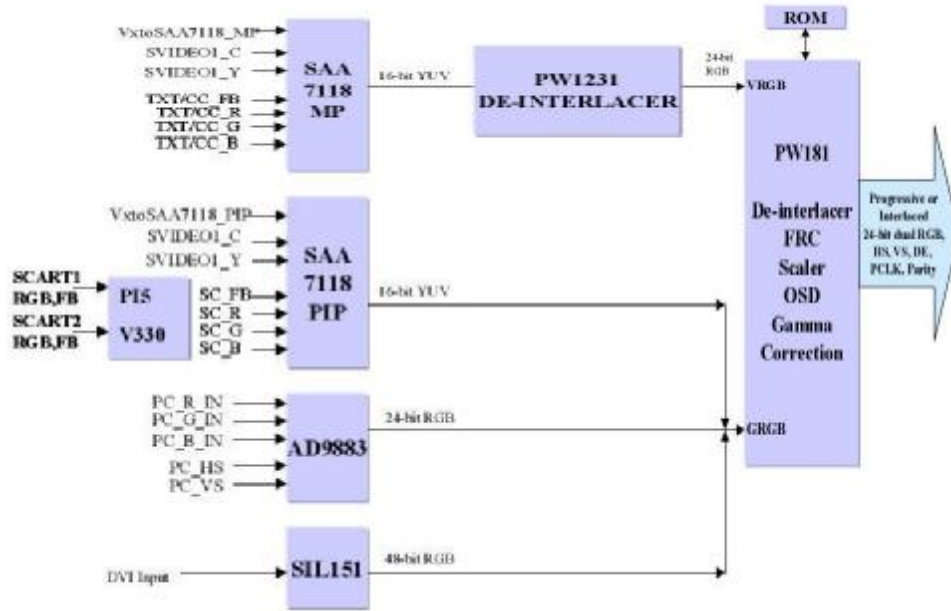 ROM
VxtoSAA7118_MP
SVIDEO1_C
SVIDEO1_Y
TXT/CC_FB
TXT/CC_R
TXT/CC_G
TXT/CC_B
SAA
7118
MP
16-bit YUV
PW1231
DE-INTERLACER
24-bit
RGB
VRGB
PW181
De-interlacer
FRC
Scaler
OSD
Gamma
Correction
GRGB
Progressive or
Interlaced
24-bit dual RGB,
HS, VS, DE,
PCLK, Parity
VxtoSAA7118_PIP
SVIDEO1_C
SVIDEO1_Y
SCART1
RGB,FB
SCART2
RGB,FB
PI5
V330
SC_FB
SC_R
SC_G
SC_B
SAA
7118
PIP
16-bit YUV
PC_R_IN
PC_G_IN
PC_B_IN
PC_HS
PC_VS
AD9883
24-bit RGB
DVI Input
SIL151
48-bit RGB